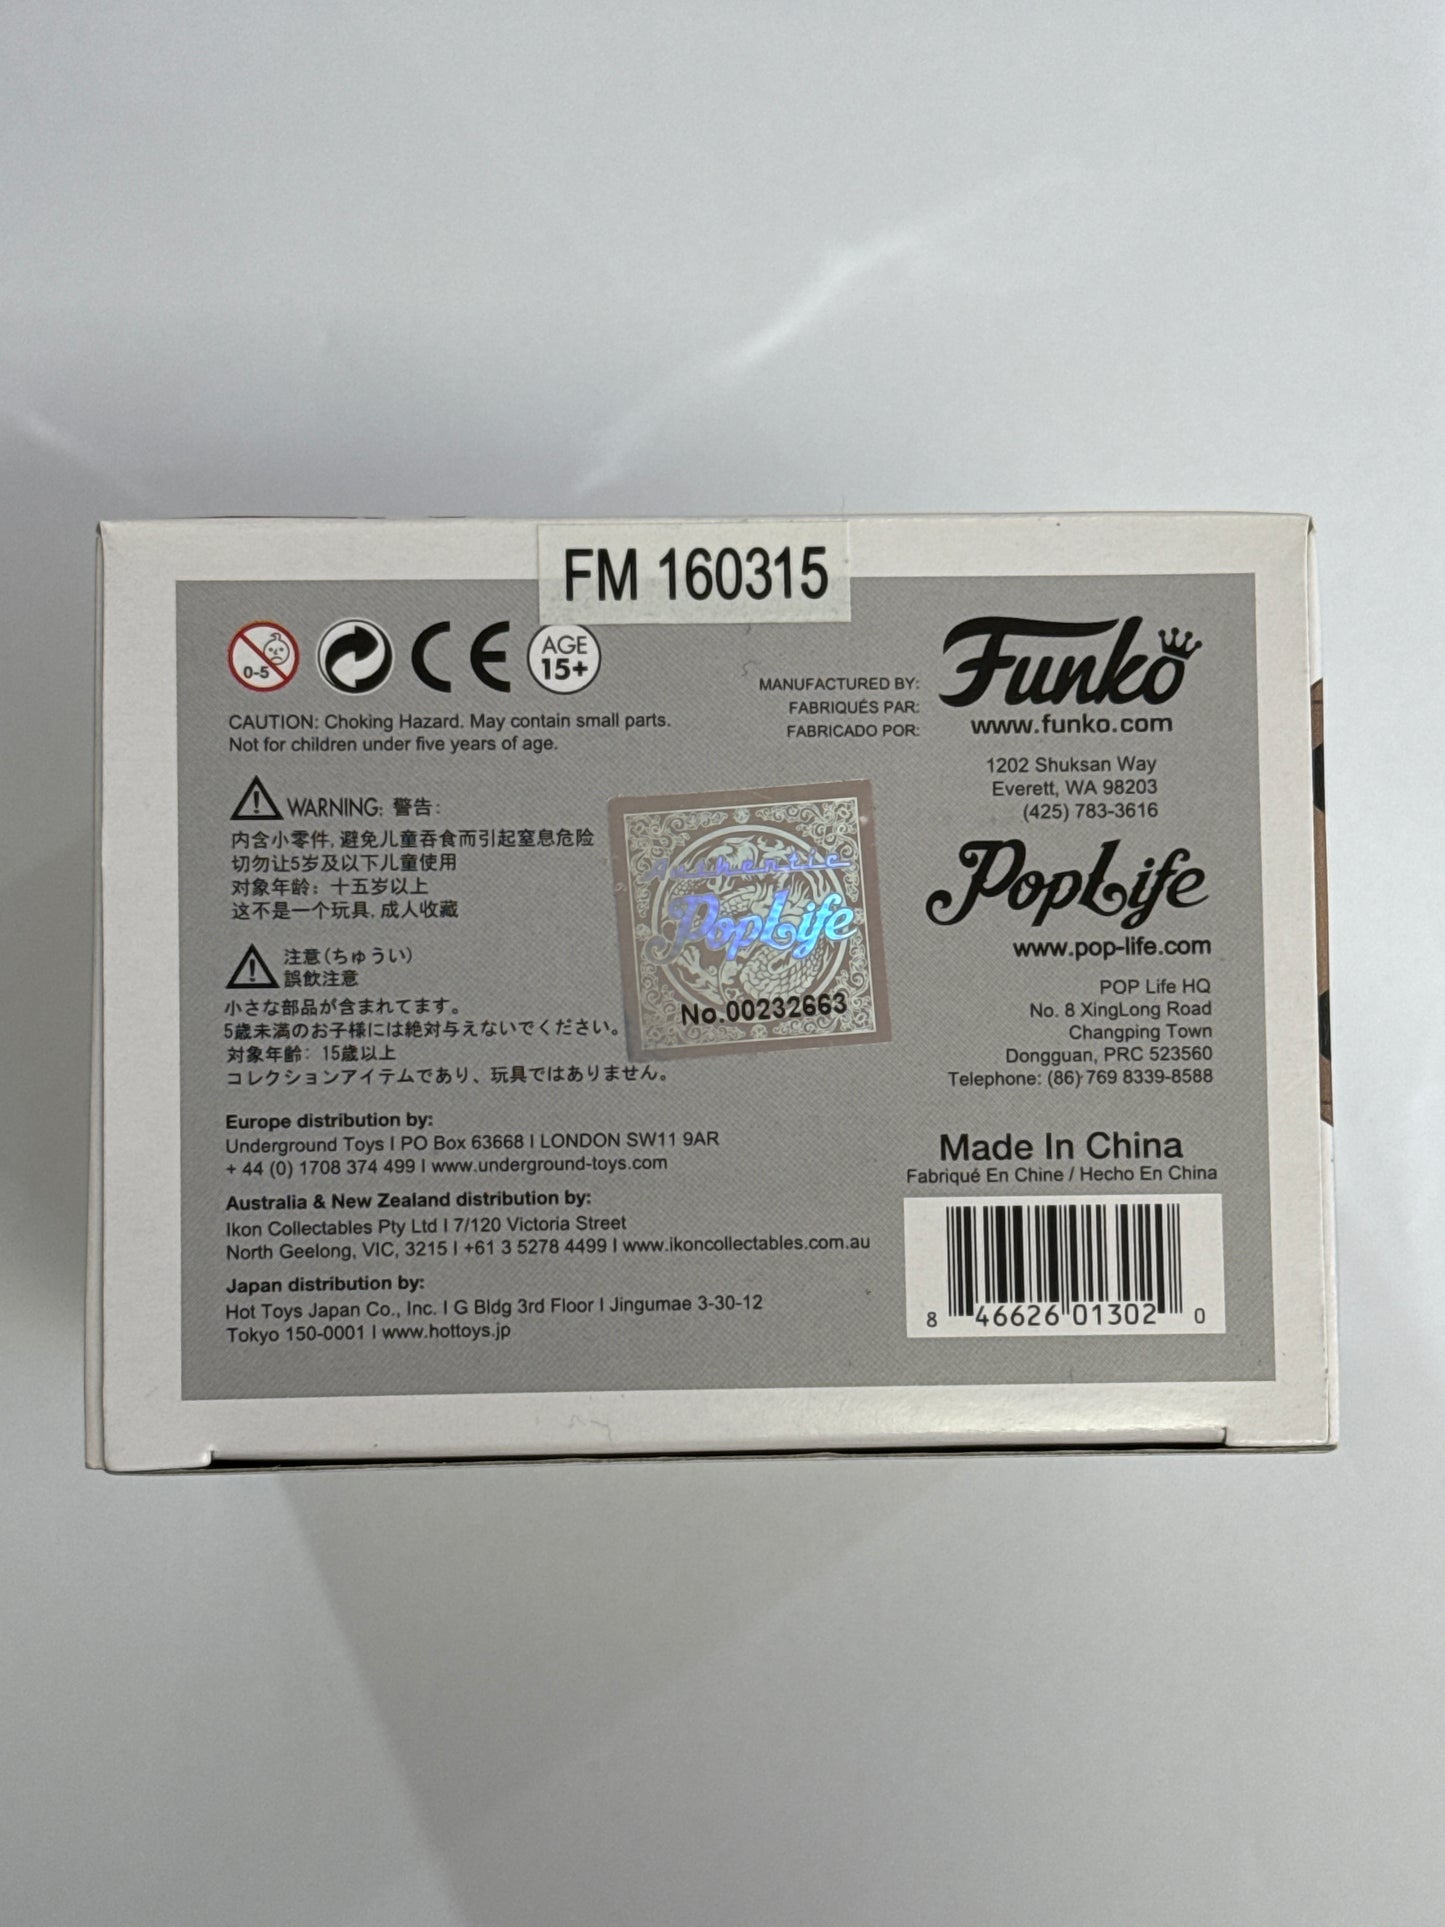 FM 160315
0-5
CE
AGE
15+
CAUTION: Choking Hazard. May contain small parts.
Not for children under five years of age.
WARNING: 警告:
内含小零件, 避免儿童吞食而引起窒息危险
切勿让5岁及以下儿童使用
对象年龄: 十五岁以上
这不是一个玩具, 成人收藏
注意(ちゅうい)
誤飲注意
小さな部品が含まれてます。
5歳未満のお子様には絶対与えないでください。
対象年齢: 15歳以上
コレクションアイテムであり、玩具ではありません。
Europe distribution by:
Underground Toys | PO Box 63668 | LONDON SW11 9AR
+ 44 (0) 1708 374 499 | www.underground-toys.com
Australia & New Zealand distribution by:
Ikon Collectables Pty Ltd | 7/120 Victoria Street
North Geelong, VIC, 3215 | +61 3 5278 4499 | www.ikoncollectables.com.au
Japan distribution by:
Hot Toys Japan Co., Inc. | G Bldg 3rd Floor | Jingumae 3-30-12
Tokyo 150-0001 | www.hottoys.jp
Authentic
PopLife
No.00232663
MANUFACTURED BY:
FABRIQUÉS PAR:
FABRICADO POR:
Funko
www.funko.com
1202 Shuksan Way
Everett, WA 98203
(425) 783-3616
PopLife
www.pop-life.com
POP Life HQ
No. 8 XingLong Road
Changping Town
Dongguan, PRC 523560
Telephone: (86) 769 8339-8588
Made In China
Fabriqué En Chine / Hecho En China
8 46626 01302 0